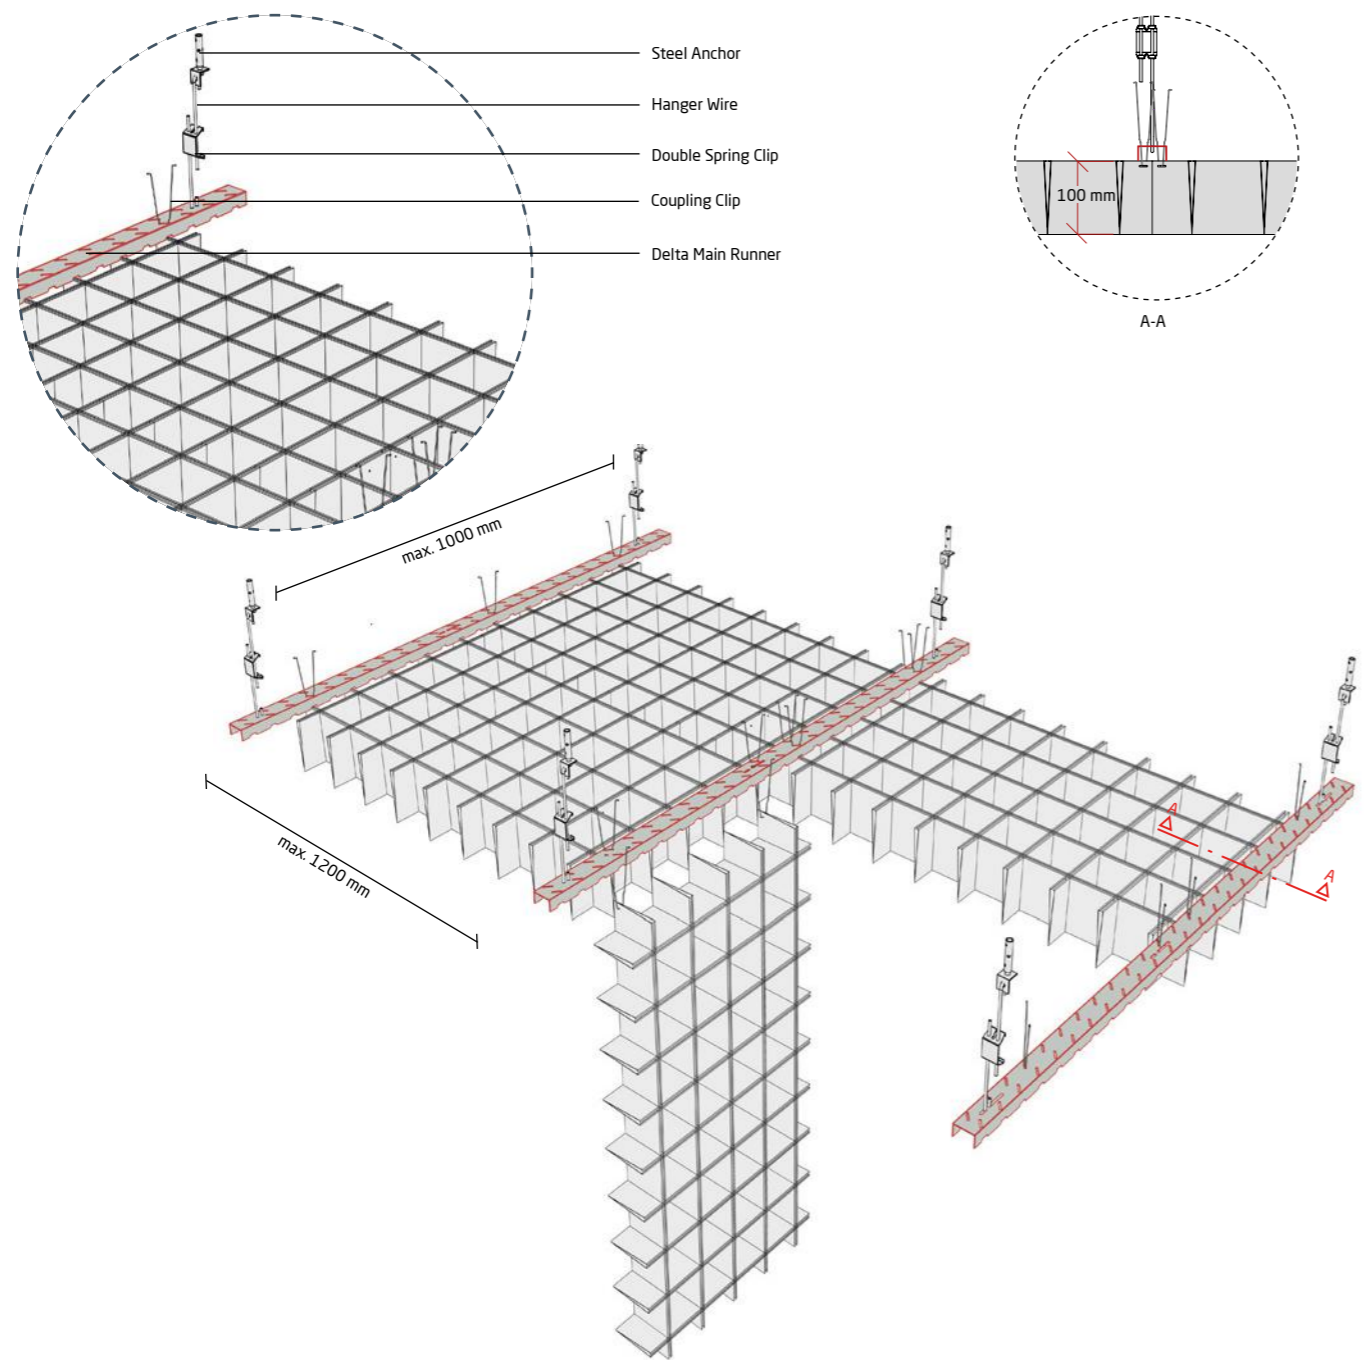 Steel Anchor
Hanger Wire
Double Spring Clip
Coupling Clip
Delta Main Runner
100 mm
A-A
max. 1000 mm
max. 1200 mm
A
A